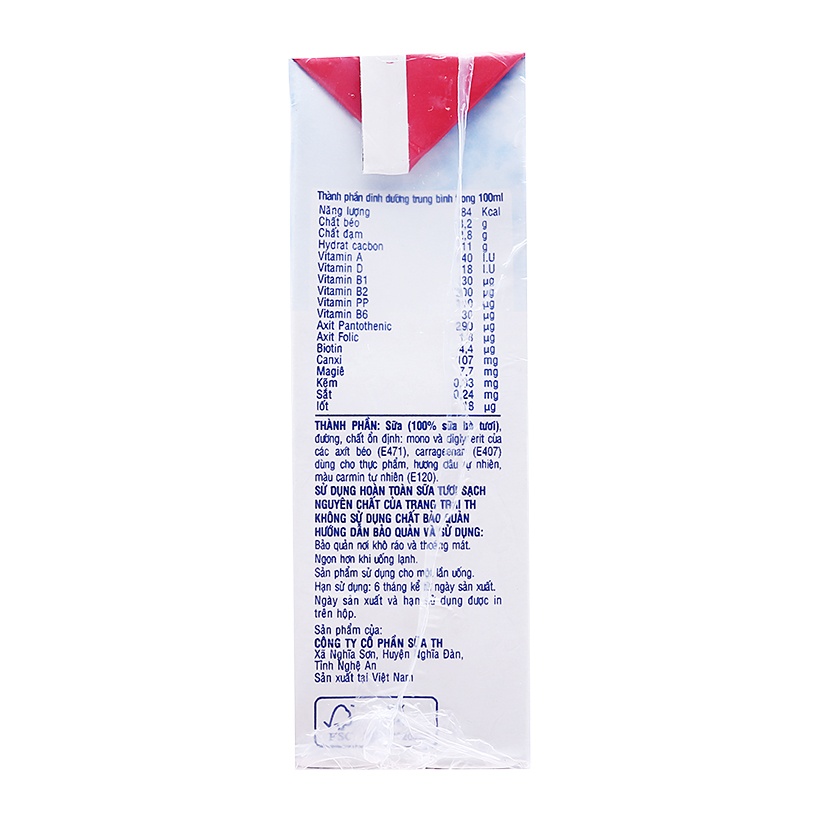 Thành phần dinh dưỡng trung bình trong 100ml
Năng lượng 84 Kcal
Chất béo g
Chất đạm g
Hydrat cacbon 11 g
Vitamin A I.U
Vitamin D I.U
Vitamin B1 µg
Vitamin B2 µg
Vitamin PP µg
Vitamin B6 µg
Axit Pantothenic 290 µg
Axit Folic µg
Biotin µg
Canxi 107 mg
Magiê 7,7 mg
Kẽm mg
Sắt 0,24 mg
Iốt µg
THÀNH PHẦN: Sữa (100% sữa bò tươi),
đường, chất ổn định: mono và diglyxerit của
các axít béo (E471), carrageenan (E407)
dùng cho thực phẩm, hương dâu tự nhiên,
màu carmin tự nhiên (E120).
SỬ DỤNG HOÀN TOÀN SỮA TƯƠI SẠCH
NGUYÊN CHẤT CỦA TRANG TRẠI TH
KHÔNG SỬ DỤNG CHẤT BẢO QUẢN
HƯỚNG DẪN BẢO QUẢN VÀ SỬ DỤNG:
Bảo quản nơi khô ráo và thoáng mát.
Ngon hơn khi uống lạnh.
Sản phẩm sử dụng cho một lần uống.
Hạn sử dụng: 6 tháng kể từ ngày sản xuất.
Ngày sản xuất và hạn sử dụng được in
trên hộp.
Sản phẩm của:
CÔNG TY CỔ PHẦN SỮA TH
Xã Nghĩa Sơn, Huyện Nghĩa Đàn,
Tỉnh Nghệ An
Sản xuất tại Việt Nam
FSC